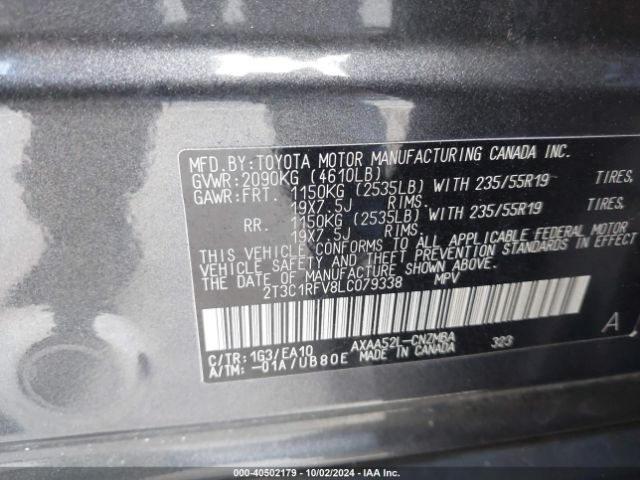 MFD.BY:TOYOTA MOTOR MANUFACTURING CANADA INC.
GVWR:2090KG (4610LB)
GAWR:FRT. 1150KG (2535LB) WITH 235/55R19 TIRES,
19X7.5J RIMS.
RR. 1150KG (2535LB) WITH 235/55R19 TIRES,
19X7.5J RIMS.
THIS VEHICLE CONFORMS TO ALL APPLICABLE FEDERAL MOTOR
VEHICLE SAFETY AND THEFT PREVENTION STANDARDS IN EFFECT
THE DATE OF MANUFACTURE SHOWN ABOVE.
2T3C1RFV8LC079338 MPV
A
C/TR:1G3/EA10 AXAA52L-CNZMBA 323
A/TM:-01A/UB80E MADE IN CANADA
000-40502179 - 10/02/2024 - IAA Inc.